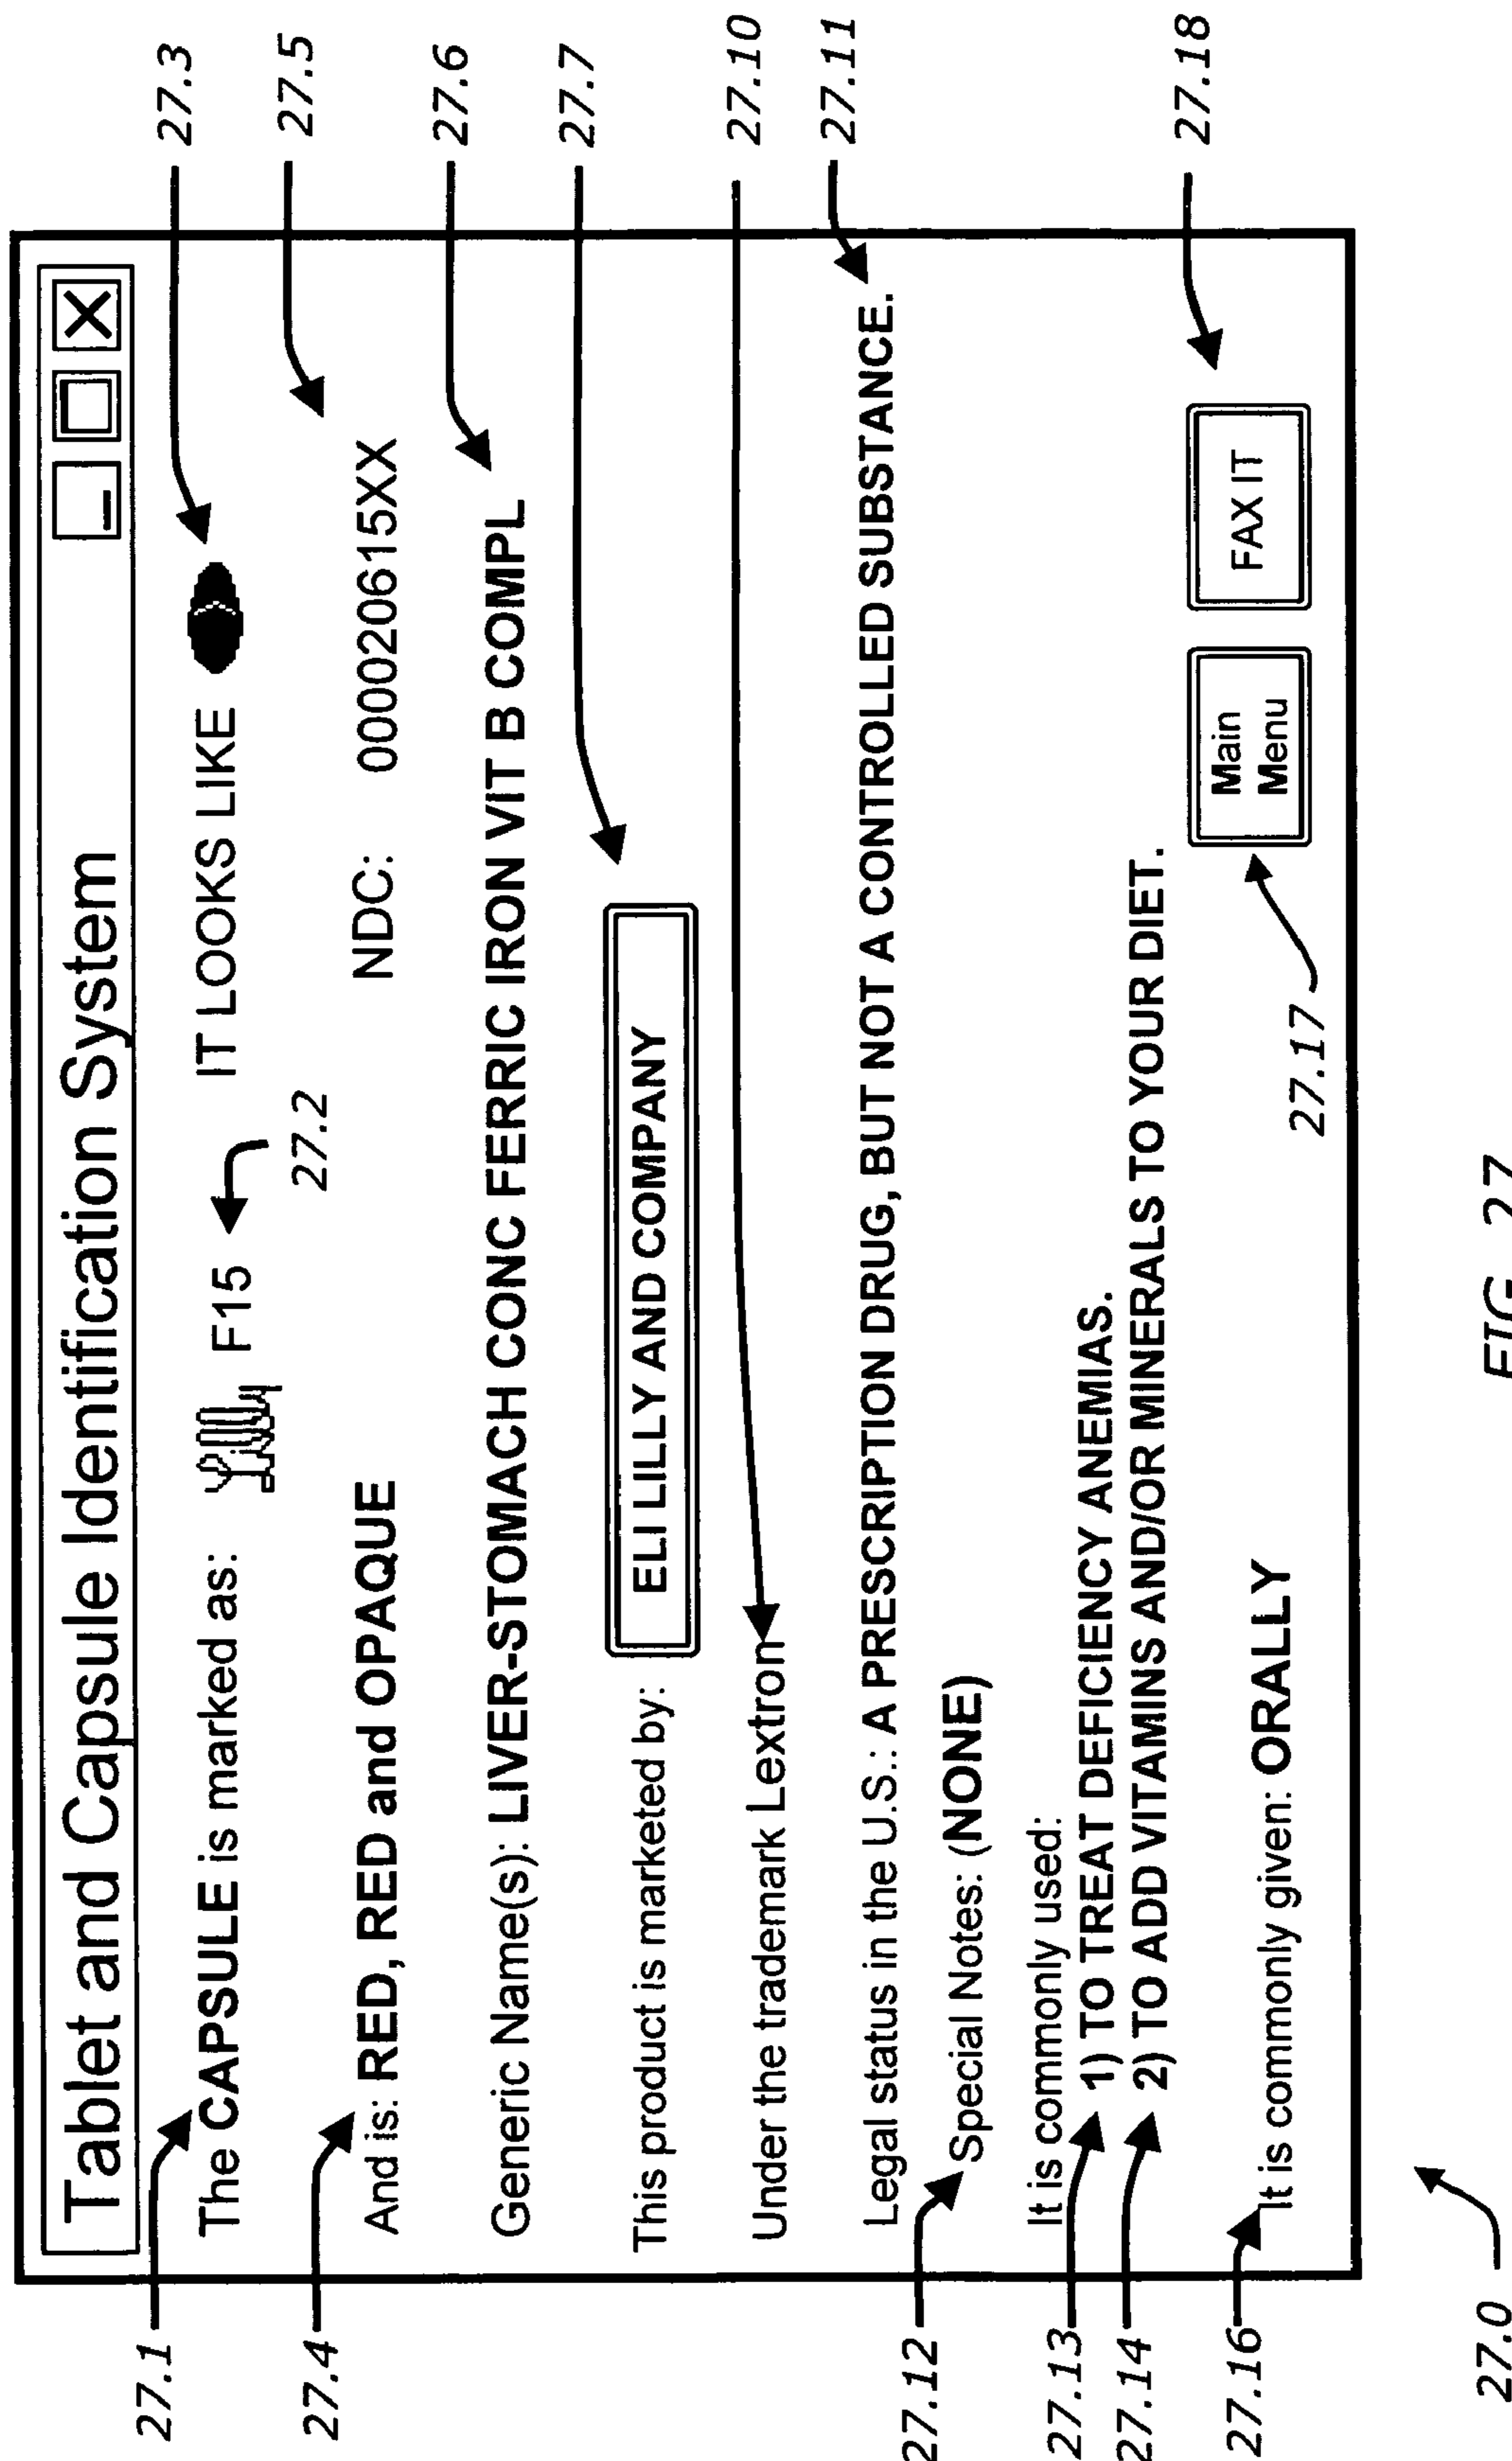 Tablet and Capsule Identification System
27.1
The CAPSULE is marked as: Lilly F15 IT LOOKS LIKE
27.2
27.3
27.4
And is: RED, RED and OPAQUE NDC: 000020615XX
27.5
Generic Name(s): LIVER-STOMACH CONC FERRIC IRON VIT B COMPL
27.6
This product is marketed by: ELI LILLY AND COMPANY
27.7
Under the trademark Lextron
27.10
Legal status in the U.S.: A PRESCRIPTION DRUG, BUT NOT A CONTROLLED SUBSTANCE.
27.11
27.12
Special Notes: (NONE)
It is commonly used:
27.13
1) TO TREAT DEFICIENCY ANEMIAS.
27.14
2) TO ADD VITAMINS AND/OR MINERALS TO YOUR DIET.
27.16
It is commonly given: ORALLY
Main
Menu
FAX IT
27.17
27.18
27.0
FIG. 27